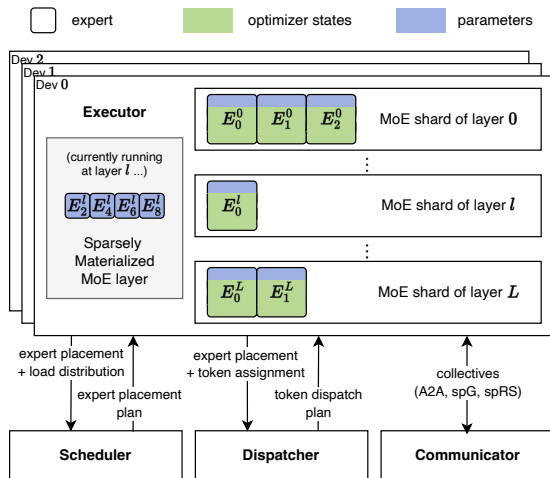 expert
optimizer states
parameters
Dev 2
Dev 1
Dev 0
Executor
(currently running
at layer l ...)
E_2^l E_4^l E_6^l E_8^l
Sparsely
Materialized
MoE layer
E_0^0 E_1^0 E_2^0
MoE shard of layer 0
⋮ ⋮
E_0^l
MoE shard of layer l
⋮ ⋮
E_0^L E_1^L
MoE shard of layer L
expert placement
+ load distribution
expert placement
plan
expert placement
+ token assignment
token dispatch
plan
collectives
(A2A, spG, spRS)
Scheduler
Dispatcher
Communicator